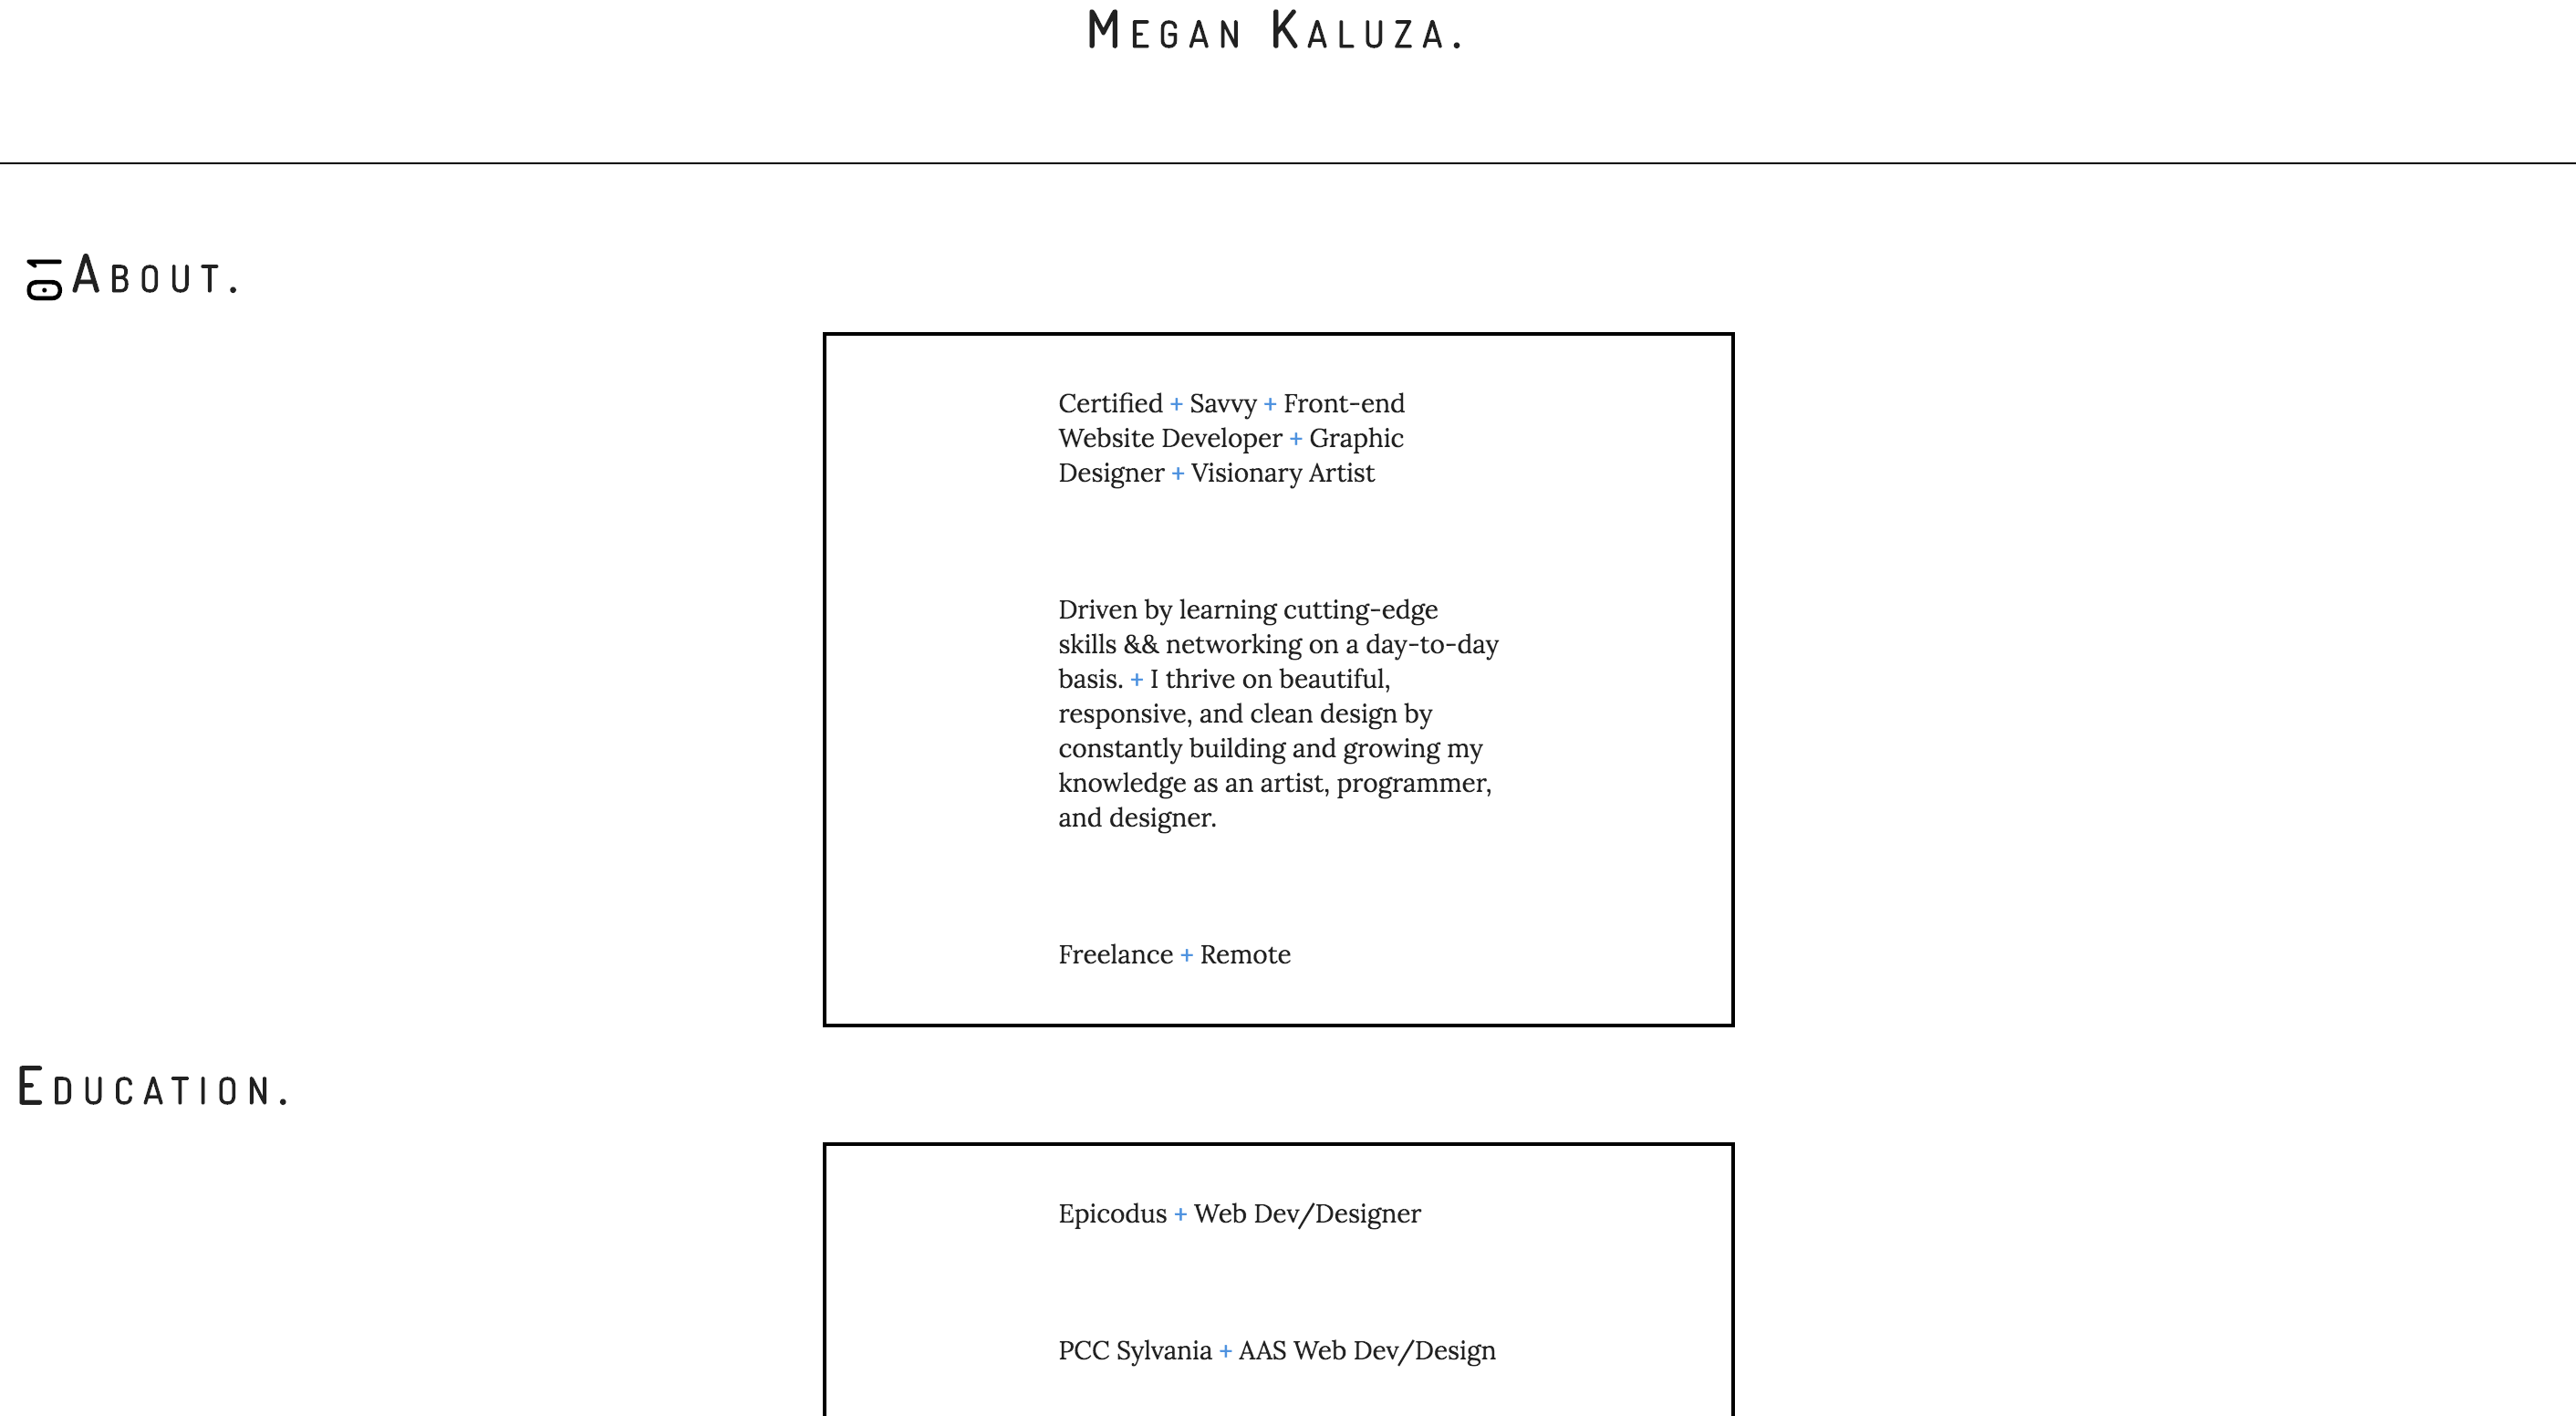 Megan Kaluza.
01 About.
Certified + Savvy + Front-end
Website Developer + Graphic
Designer + Visionary Artist
Driven by learning cutting-edge
skills && networking on a day-to-day
basis. + I thrive on beautiful,
responsive, and clean design by
constantly building and growing my
knowledge as an artist, programmer,
and designer.
Freelance + Remote
Education.
Epicodus + Web Dev/Designer
PCC Sylvania + AAS Web Dev/Design